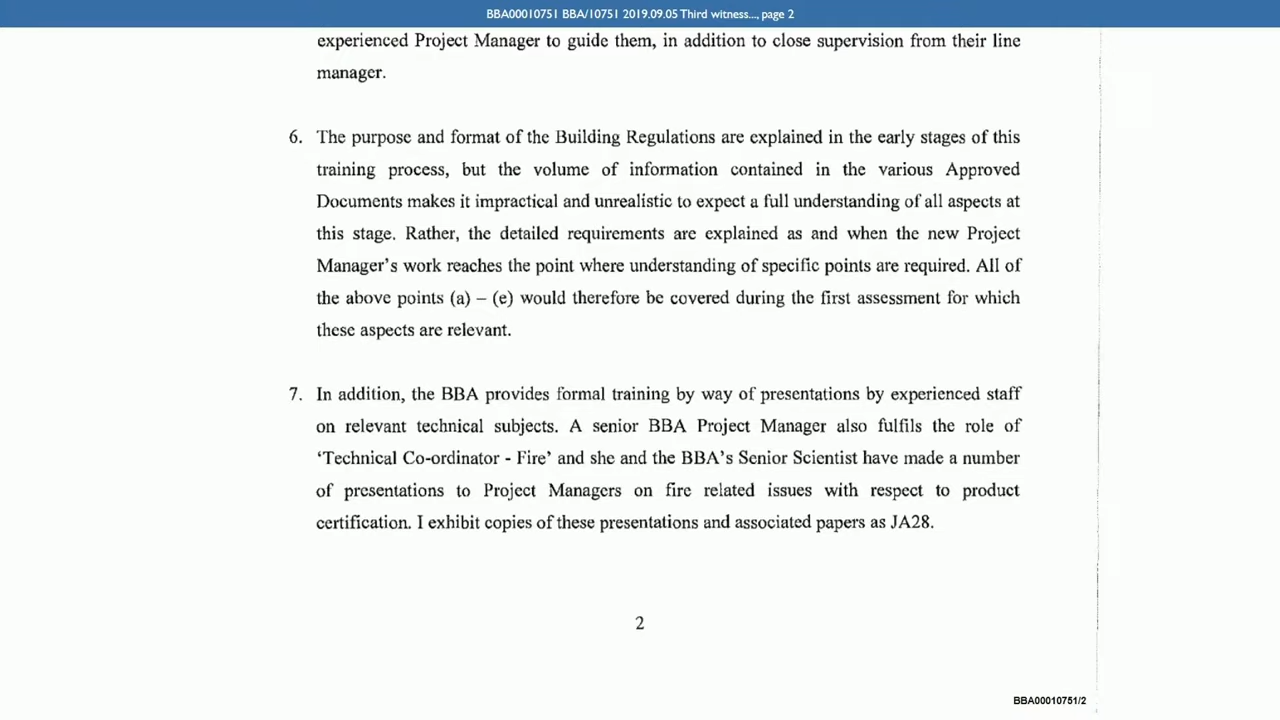 BBA00010751 BBA/10751 2019.09.05 Third witness..., page 2
experienced Project Manager to guide them, in addition to close supervision from their line
manager.
6. The purpose and format of the Building Regulations are explained in the early stages of this
training process, but the volume of information contained in the various Approved
Documents makes it impractical and unrealistic to expect a full understanding of all aspects at
this stage. Rather, the detailed requirements are explained as and when the new Project
Manager's work reaches the point where understanding of specific points are required. All of
the above points (a) – (e) would therefore be covered during the first assessment for which
these aspects are relevant.
7. In addition, the BBA provides formal training by way of presentations by experienced staff
on relevant technical subjects. A senior BBA Project Manager also fulfils the role of
'Technical Co-ordinator - Fire' and she and the BBA's Senior Scientist have made a number
of presentations to Project Managers on fire related issues with respect to product
certification. I exhibit copies of these presentations and associated papers as JA28.
2
BBA00010751/2